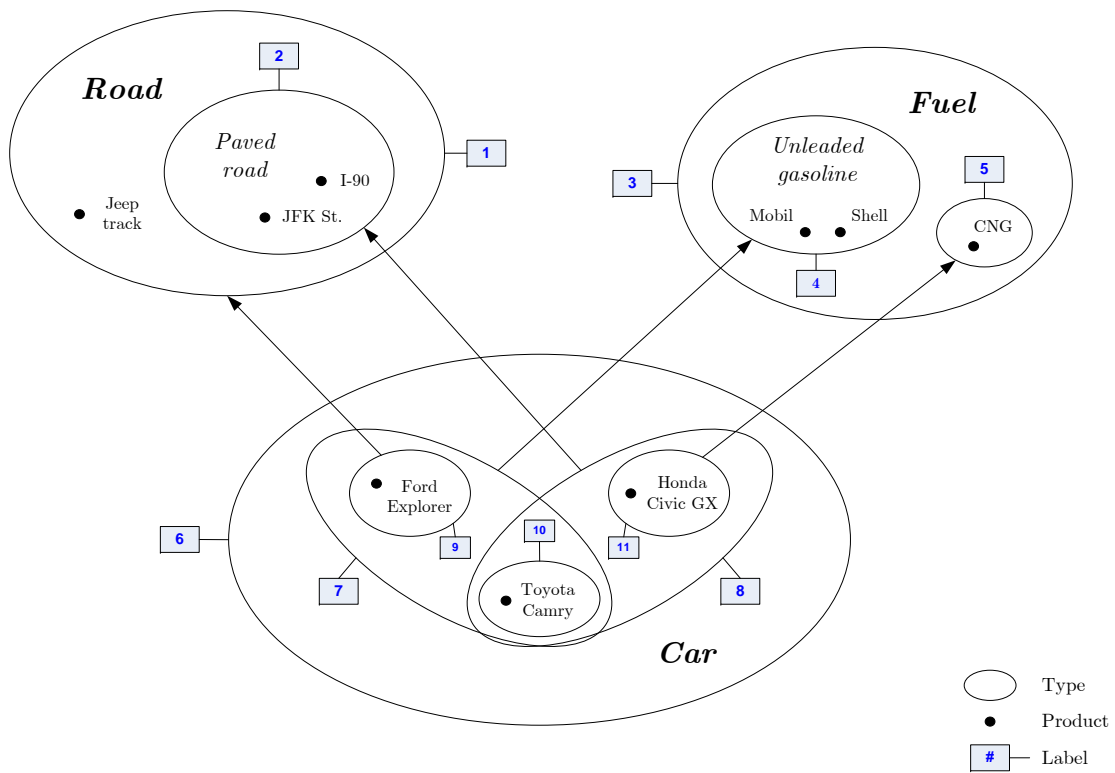 2
Road
Paved
road
I-90
JFK St.
Jeep
track
1
Fuel
Unleaded
gasoline
Mobil
Shell
3
4
5
CNG
Ford
Explorer
Honda
Civic GX
Toyota
Camry
6
7
8
9
10
11
Car
Type
Product
# Label